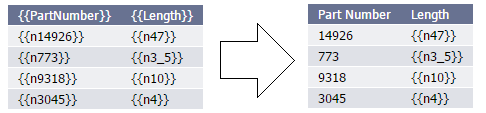 {{PartNumber}} {{Length}}
{{n14926}} {{n47}}
{{n773}} {{n3_5}}
{{n9318}} {{n10}}
{{n3045}} {{n4}}
Part Number Length
14926 {{n47}}
773 {{n3_5}}
9318 {{n10}}
3045 {{n4}}